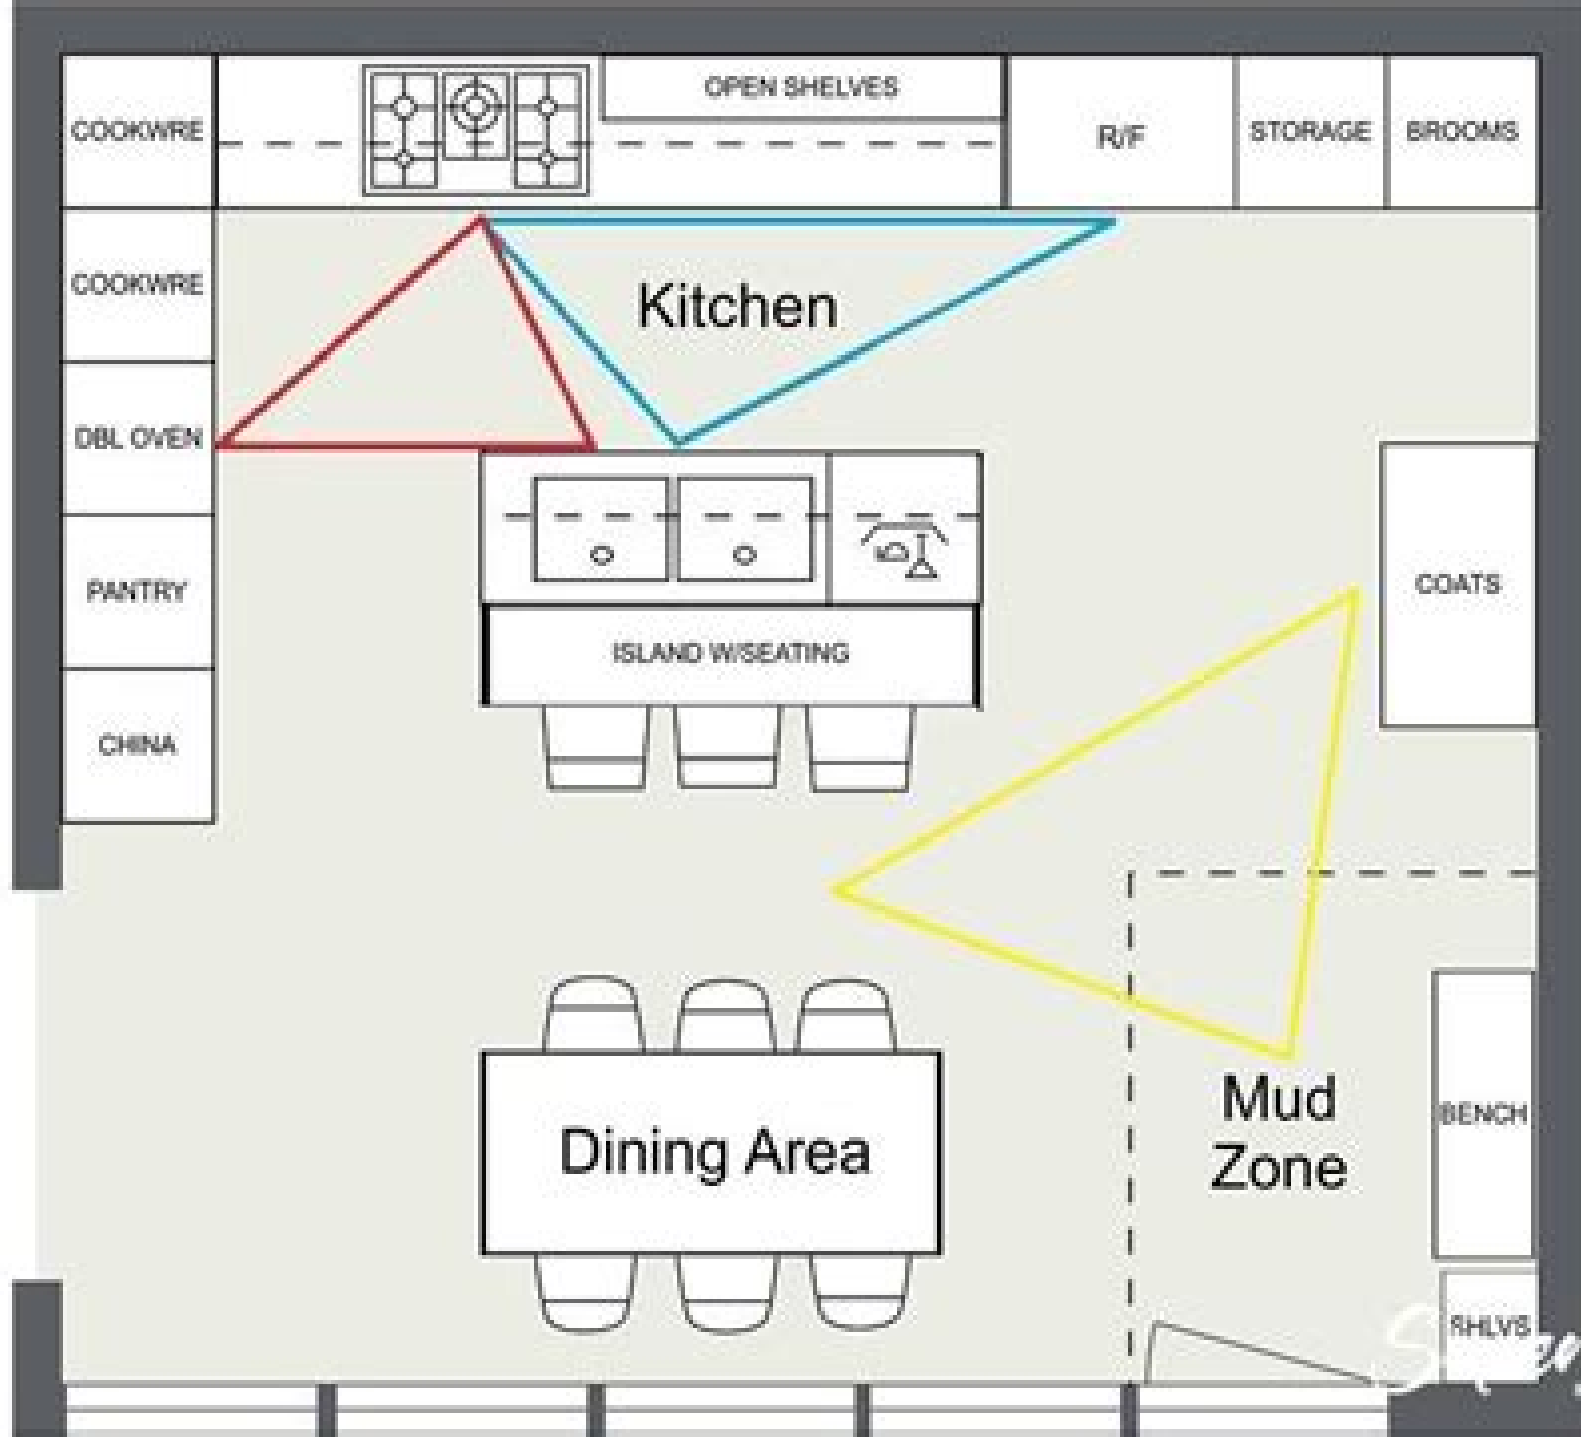 COOKWRE
OPEN SHELVES
R/F
STORAGE
BROOMS
COOKWRE
Kitchen
DBL OVEN
PANTRY
COATS
ISLAND W/SEATING
CHINA
Mud
Zone
BENCH
Dining Area
SHLVS